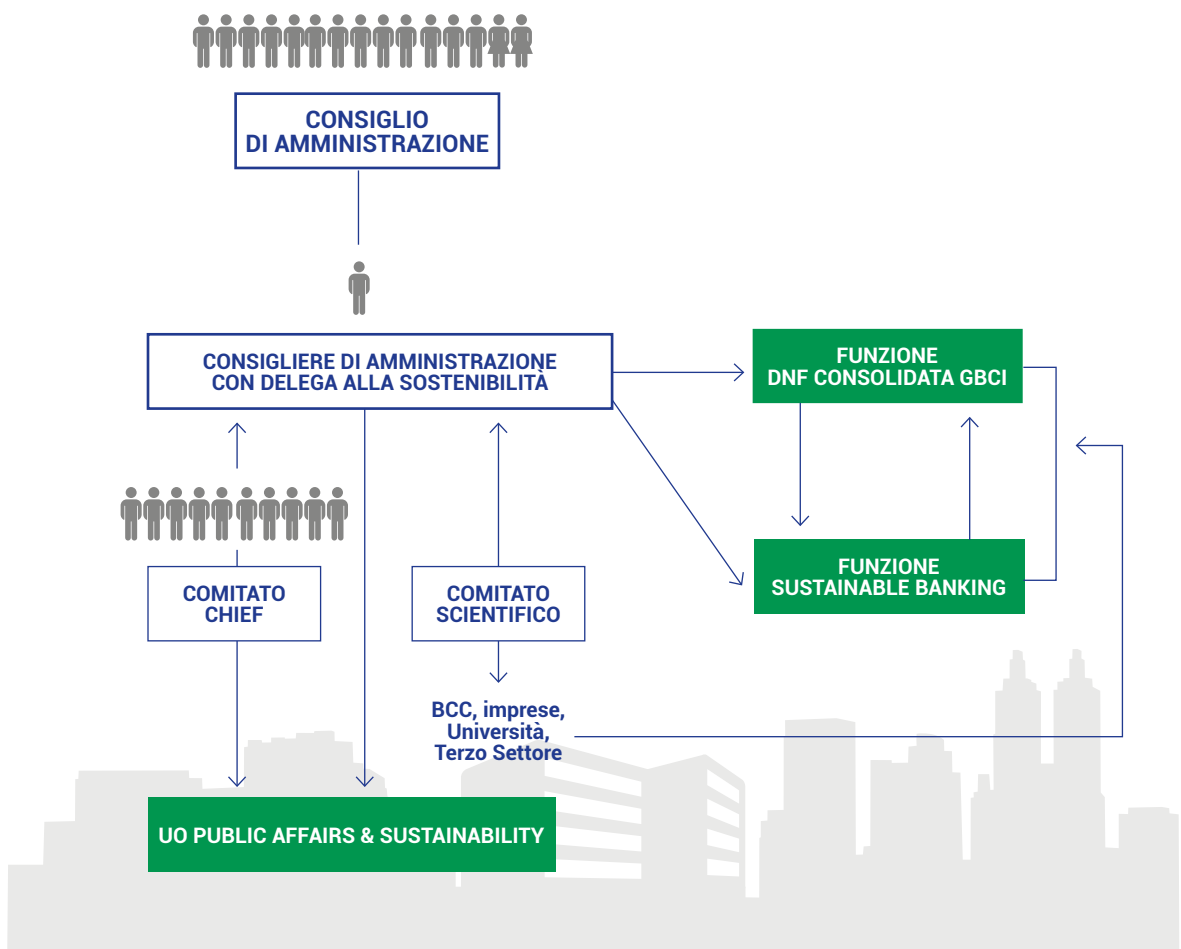 CONSIGLIO
DI AMMINISTRAZIONE
CONSIGLIERE DI AMMINISTRAZIONE
CON DELEGA ALLA SOSTENIBILITÀ
FUNZIONE
DNF CONSOLIDATA GBCI
FUNZIONE
SUSTAINABLE BANKING
COMITATO
CHIEF
COMITATO
SCIENTIFICO
BCC, imprese,
Università,
Terzo Settore
UO PUBLIC AFFAIRS & SUSTAINABILITY